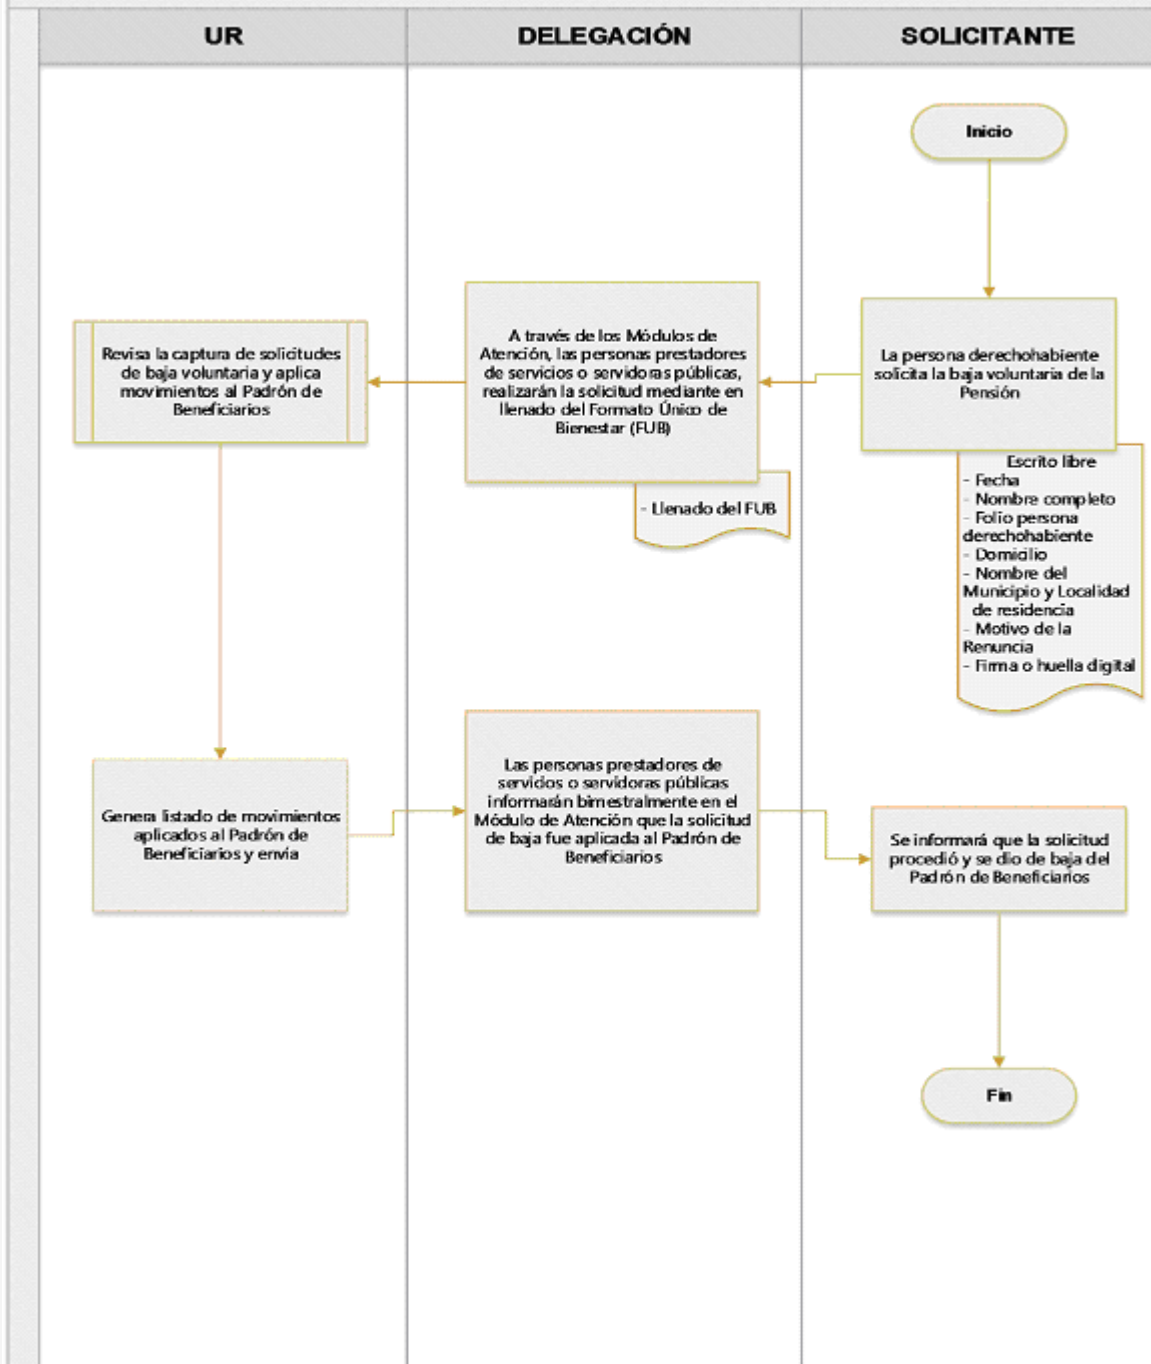 UR
DELEGACIÓN
SOLICITANTE
Inicio
La persona derechohabiente
solicita la baja voluntaria de la
Pensión
Escrito libre
- Fecha
- Nombre completo
- Folio persona
derechohabiente
- Domicilio
- Nombre del
Municipio y Localidad
de residencia
- Motivo de la
Renuncia
- Firma o huella digital
A través de los Módulos de
Atención, las personas prestadores
de servicios o servidoras públicas,
realizarán la solicitud mediante en
llenado del Formato Único de
Bienestar (FUB)
- Llenado del FUB
Revisa la captura de solicitudes
de baja voluntaria y aplica
movimientos al Padrón de
Beneficiarios
Genera listado de movimientos
aplicados al Padrón de
Beneficiarios y envía
Las personas prestadores de
servicios o servidoras públicas
informarán bimestralmente en el
Módulo de Atención que la solicitud
de baja fue aplicada al Padrón de
Beneficiarios
Se informará que la solicitud
procedió y se dio de baja del
Padrón de Beneficiarios
Fin